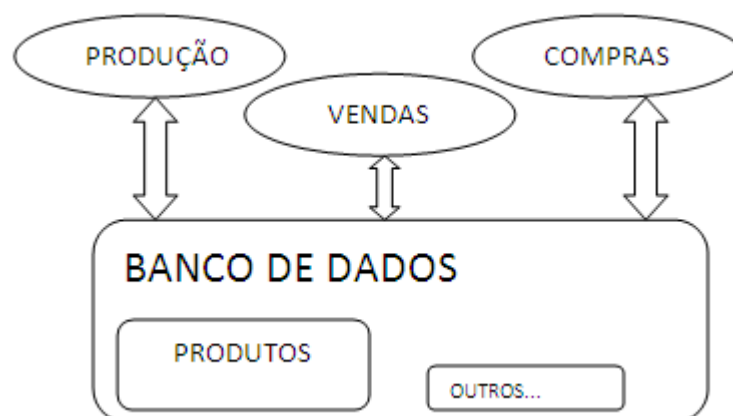 PRODUÇÃO
COMPRAS
VENDAS
BANCO DE DADOS
PRODUTOS
OUTROS...